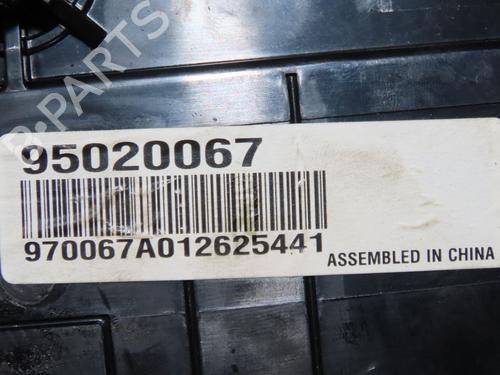 B-PARTS
95020067
970067A012625441
ASSEMBLED IN CHINA